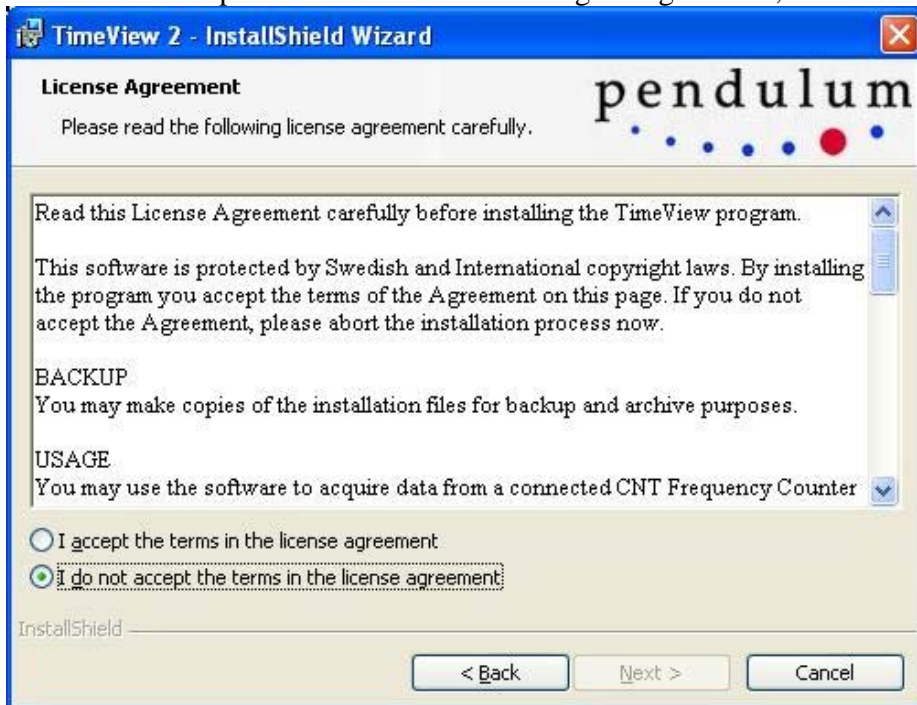 TimeView 2 - InstallShield Wizard
License Agreement
Please read the following license agreement carefully.
pendulum
Read this License Agreement carefully before installing the TimeView program.
This software is protected by Swedish and International copyright laws. By installing
the program you accept the terms of the Agreement on this page. If you do not
accept the Agreement, please abort the installation process now.
BACKUP
You may make copies of the installation files for backup and archive purposes.
USAGE
You may use the software to acquire data from a connected CNT Frequency Counter
I accept the terms in the license agreement
I do not accept the terms in the license agreement
InstallShield
< Back
Next >
Cancel